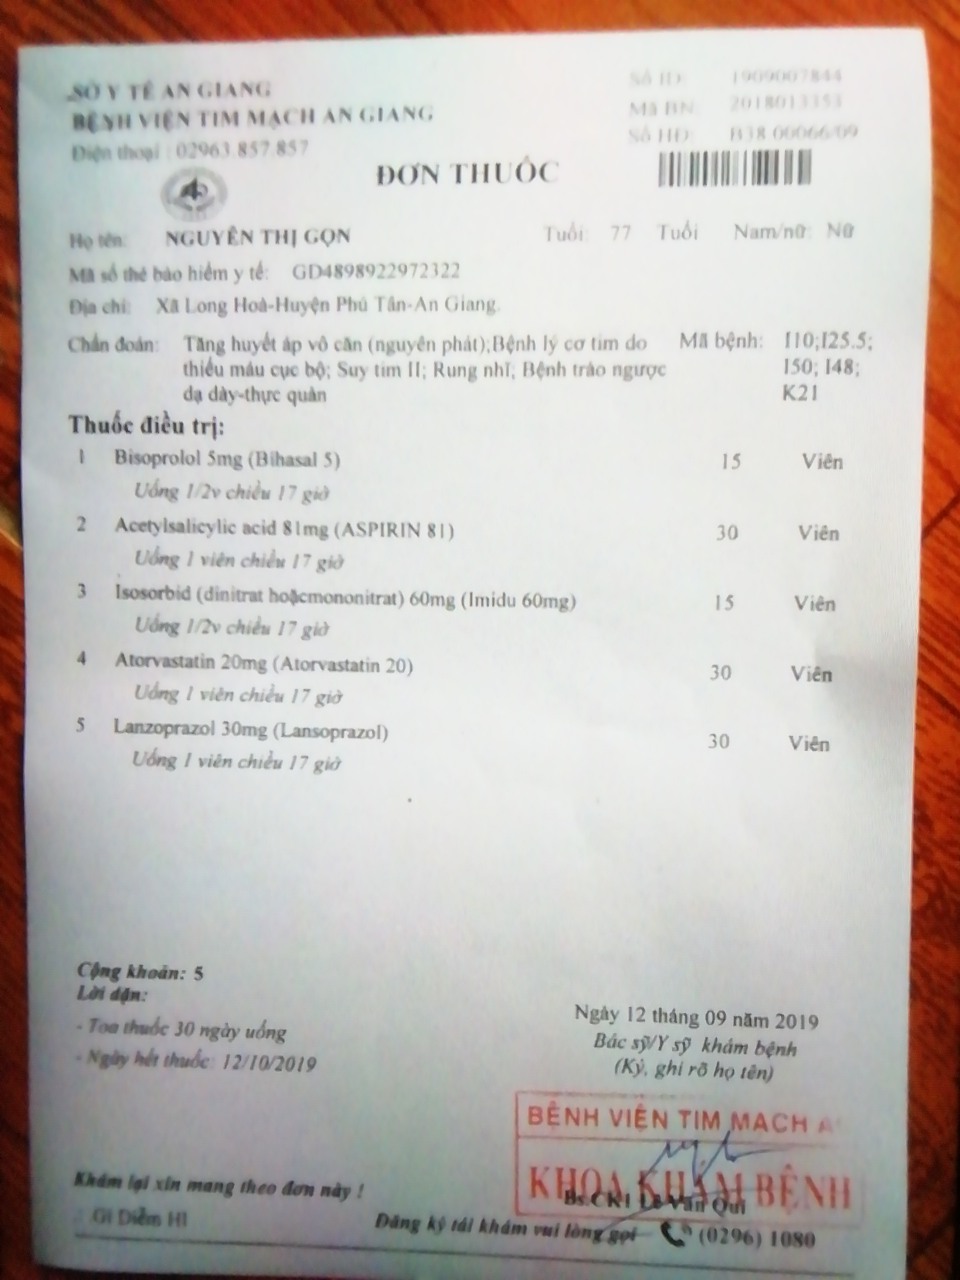 SỞ Y TẾ AN GIANG
BỆNH VIỆN TIM MẠCH AN GIANG
Điện thoại : 02963.857.857
Số ID: 1909007844
Mã BN: 2018013353
Số HĐ: B38.00066/09
ĐƠN THUỐC
Họ tên: NGUYỄN THỊ GỌN Tuổi: 77 Tuổi Nam/nữ: Nữ
Mã số thẻ bảo hiểm y tế: GD4898922972322
Địa chỉ: Xã Long Hoà-Huyện Phú Tân-An Giang.
Chẩn đoán: Tăng huyết áp vô căn (nguyên phát);Bệnh lý cơ tim do Mã bệnh: I10;I25.5;
thiếu máu cục bộ; Suy tim II; Rung nhĩ; Bệnh trào ngược I50; I48;
dạ dày-thực quản K21
Thuốc điều trị:
1 Bisoprolol 5mg (Bihasal 5) 15 Viên
Uống 1/2v chiều 17 giờ
2 Acetylsalicylic acid 81mg (ASPIRIN 81) 30 Viên
Uống 1 viên chiều 17 giờ
3 Isosorbid (dinitrat hoặcmononitrat) 60mg (Imidu 60mg) 15 Viên
Uống 1/2v chiều 17 giờ
4 Atorvastatin 20mg (Atorvastatin 20) 30 Viên
Uống 1 viên chiều 17 giờ
5 Lanzoprazol 30mg (Lansoprazol) 30 Viên
Uống 1 viên chiều 17 giờ
Cộng khoản: 5
Lời dặn:
- Toa thuốc 30 ngày uống
- Ngày hết thuốc: 12/10/2019
Ngày 12 tháng 09 năm 2019
Bác sỹ/Y sỹ khám bệnh
(Ký, ghi rõ họ tên)
BỆNH VIỆN TIM MẠCH A
KHOA KHÁM BỆNH
Bs.CK1 Lê Văn Qui
Khám lại xin mang theo đơn này !
Đăng ký tái khám vui lòng gọi (0296) 1080